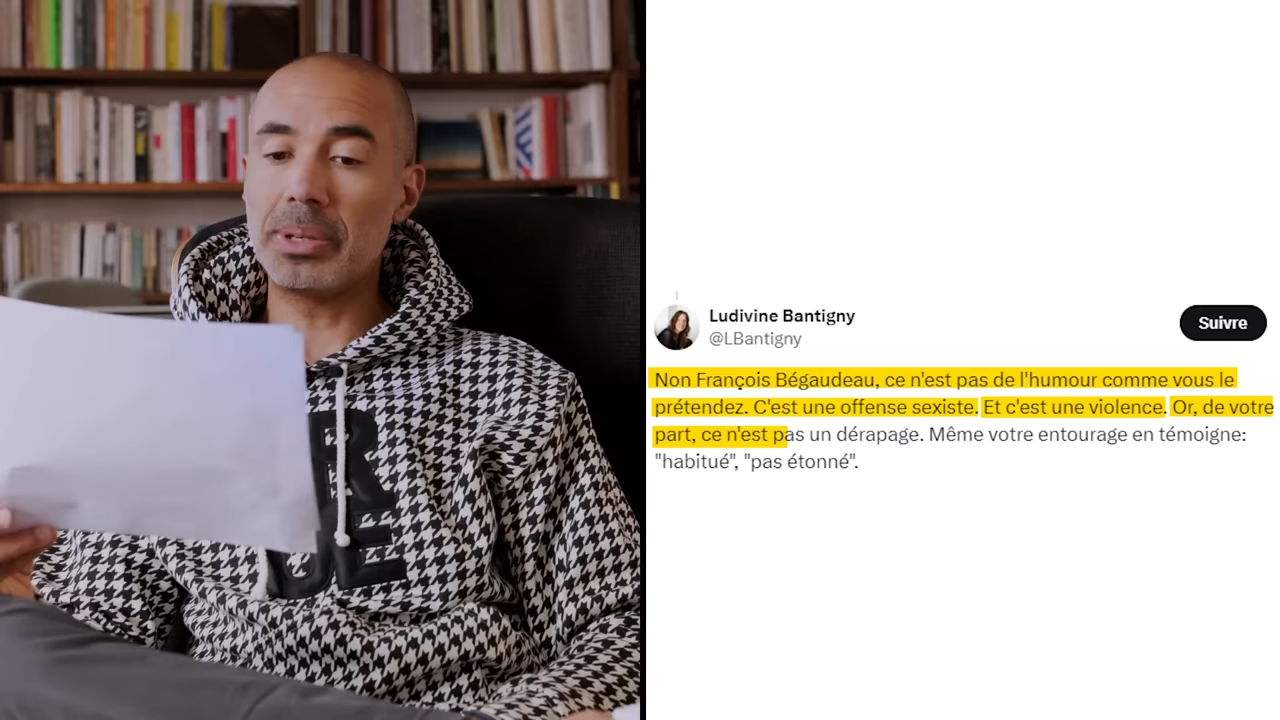 Ludivine Bantigny
@LBantigny
Suivre
Non François Bégaudeau, ce n'est pas de l'humour comme vous le
prétendez. C'est une offense sexiste. Et c'est une violence. Or, de votre
part, ce n'est pas un dérapage. Même votre entourage en témoigne:
"habitué", "pas étonné".